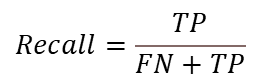 Recall = TP / FN + TP